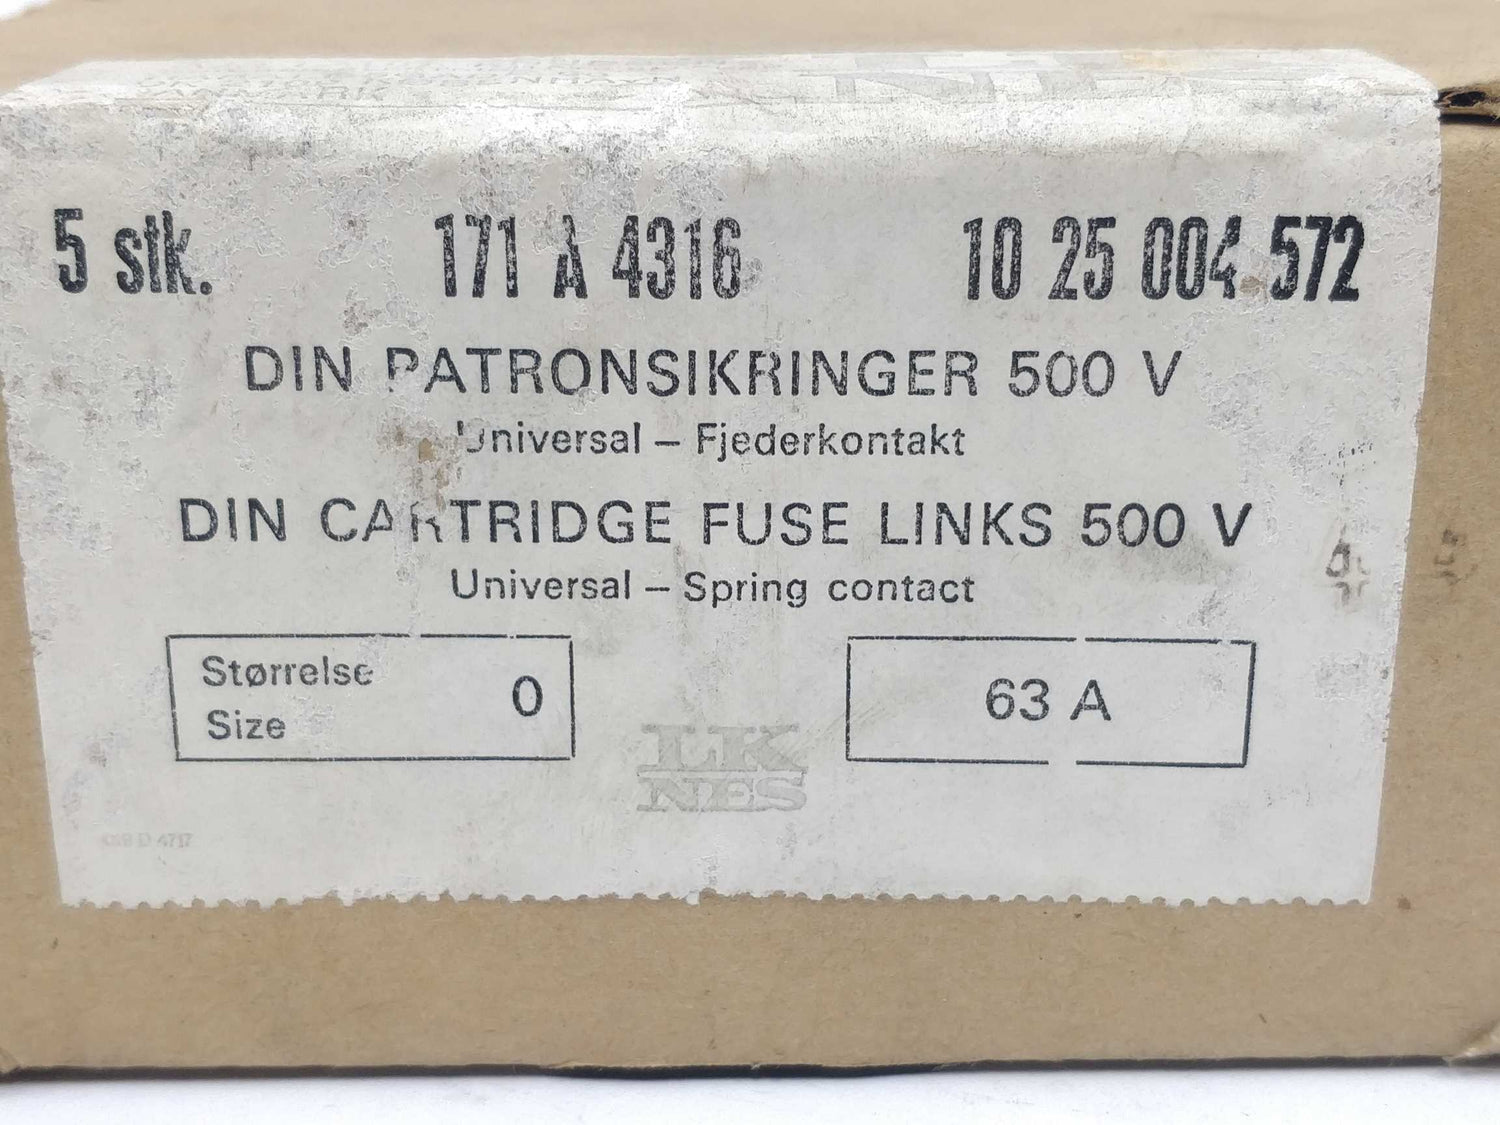 5 stk. 171 A 4316 10 25 004 572
DIN PATRONSIKRINGER 500 V
Universal – Fjederkontakt
DIN CARTRIDGE FUSE LINKS 500 V
Universal – Spring contact
Størrelse
Size 0
63 A
LK
NES